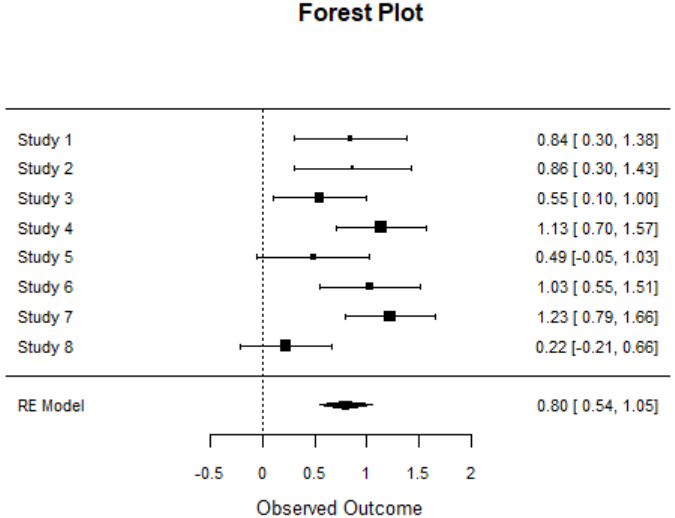 Forest Plot
Study 1 0.84 [ 0.30, 1.38]
Study 2 0.86 [ 0.30, 1.43]
Study 3 0.55 [ 0.10, 1.00]
Study 4 1.13 [ 0.70, 1.57]
Study 5 0.49 [-0.05, 1.03]
Study 6 1.03 [ 0.55, 1.51]
Study 7 1.23 [ 0.79, 1.66]
Study 8 0.22 [-0.21, 0.66]
RE Model 0.80 [ 0.54, 1.05]
-0.5 0 0.5 1 1.5 2
Observed Outcome